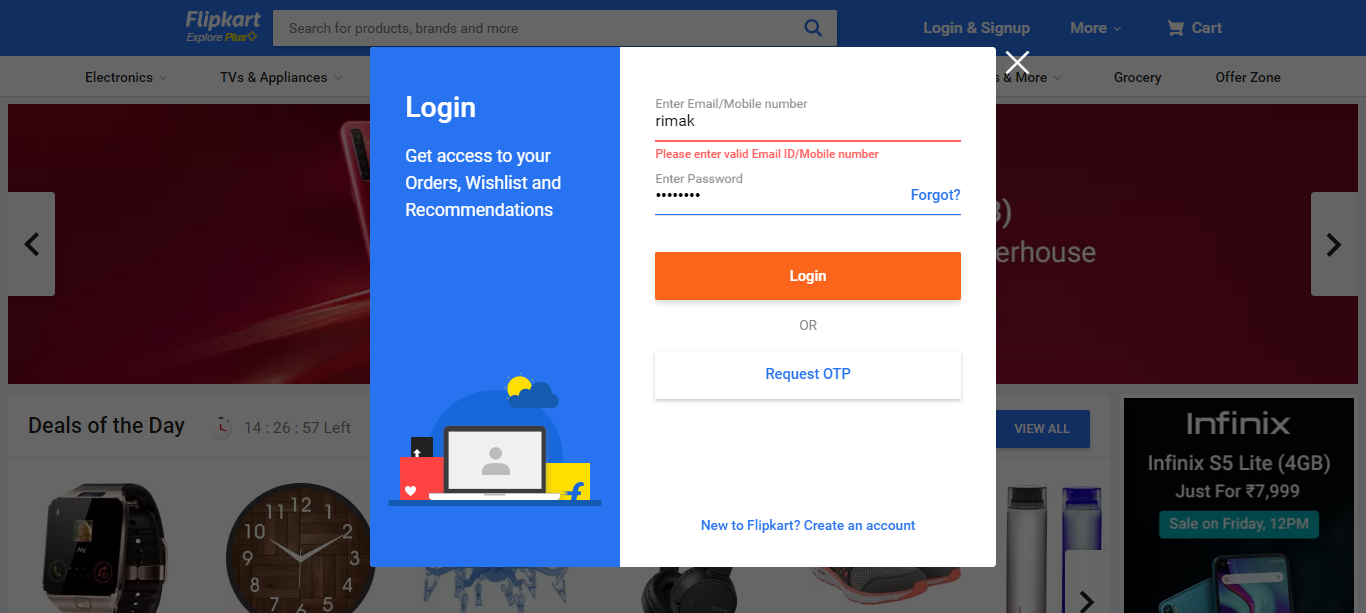 Flipkart
Explore Plus
Search for products, brands and more
Login & Signup
More
Cart
Electronics
TVs & Appliances
& More
Grocery
Offer Zone
Login
Get access to your
Orders, Wishlist and
Recommendations
Enter Email/Mobile number
rimak
Please enter valid Email ID/Mobile number
Enter Password
••••••••
Forgot?
Login
OR
Request OTP
New to Flipkart? Create an account
)
erhouse
Deals of the Day
14 : 26 : 57 Left
VIEW ALL
Infinix
Infinix S5 Lite (4GB)
Just For ₹7,999
Sale on Friday, 12PM
12
1
2
3
4
5
6
7
8
9
10
11
f